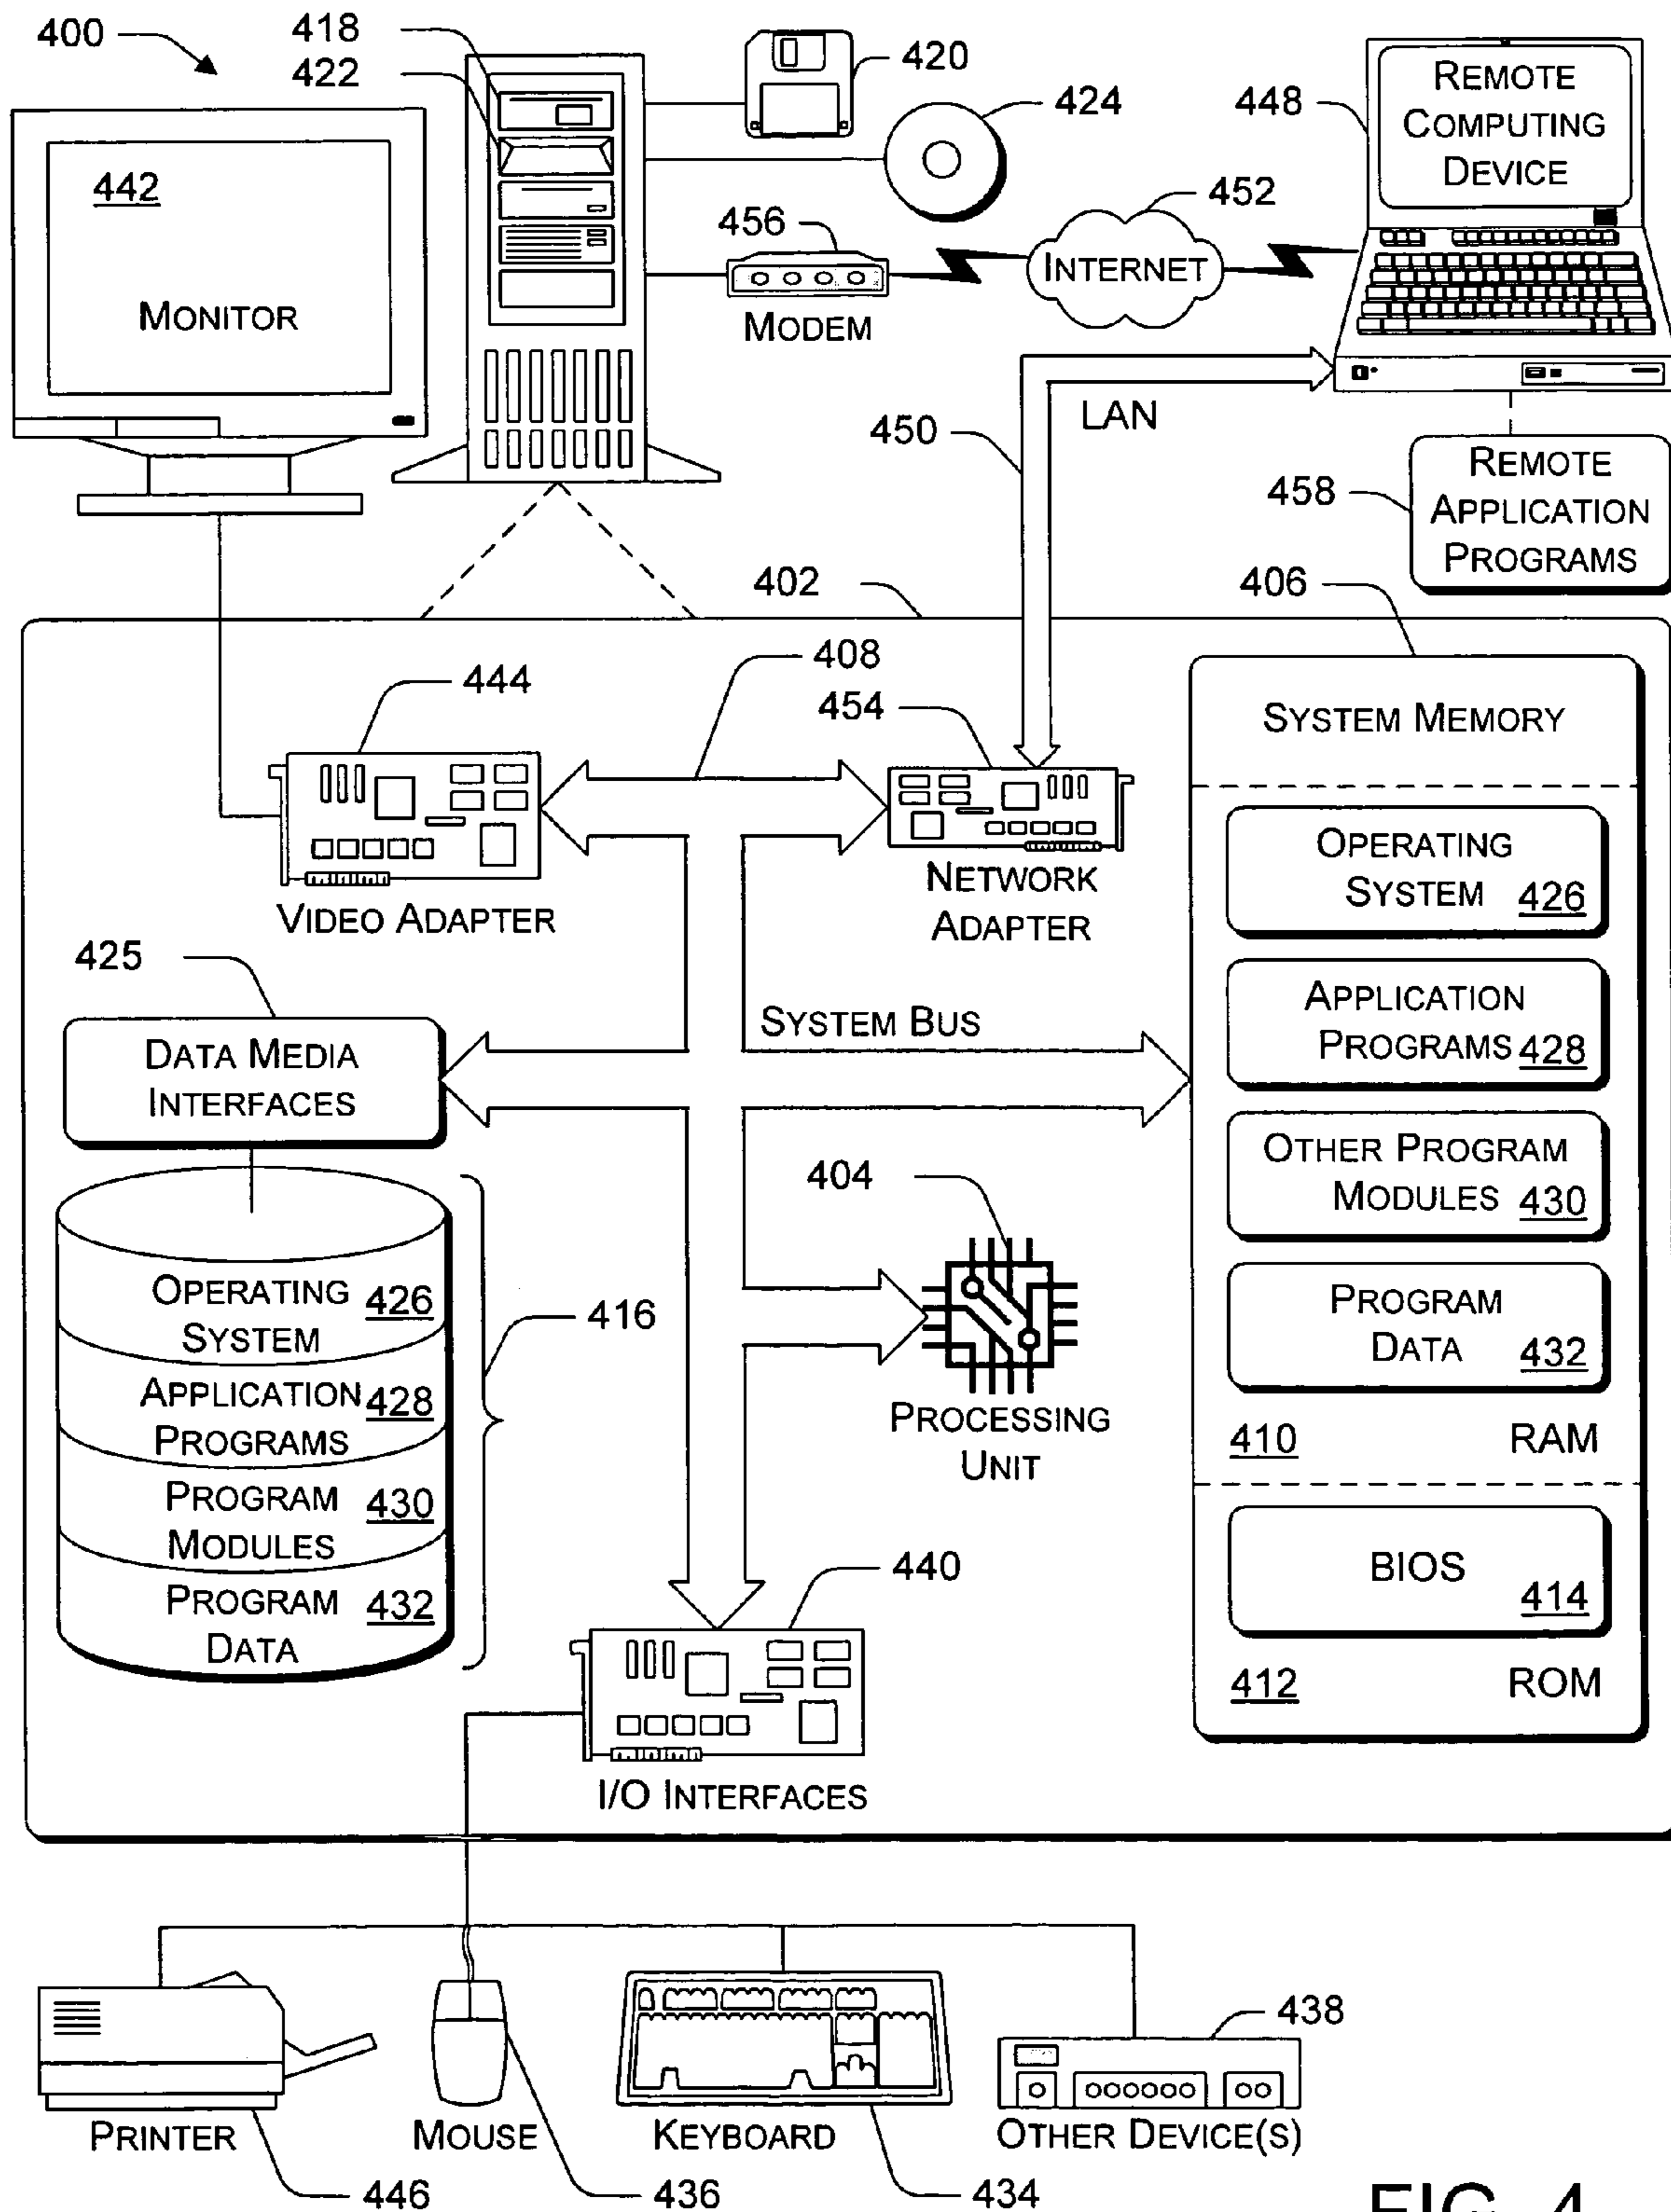 400
418
422
420
424
448
REMOTE
COMPUTING
DEVICE
442
MONITOR
456
MODEM
452
INTERNET
450
LAN
458
REMOTE
APPLICATION
PROGRAMS
402
406
408
444
454
VIDEO ADAPTER
NETWORK
ADAPTER
SYSTEM MEMORY
OPERATING
SYSTEM 426
APPLICATION
PROGRAMS 428
OTHER PROGRAM
MODULES 430
PROGRAM
DATA 432
410 RAM
BIOS
414
412 ROM
425
DATA MEDIA
INTERFACES
SYSTEM BUS
404
PROCESSING
UNIT
416
OPERATING 426
SYSTEM
APPLICATION 428
PROGRAMS
PROGRAM 430
MODULES
PROGRAM 432
DATA
440
I/O INTERFACES
PRINTER
446
MOUSE
436
KEYBOARD
434
438
OTHER DEVICE(S)
FIG. 4